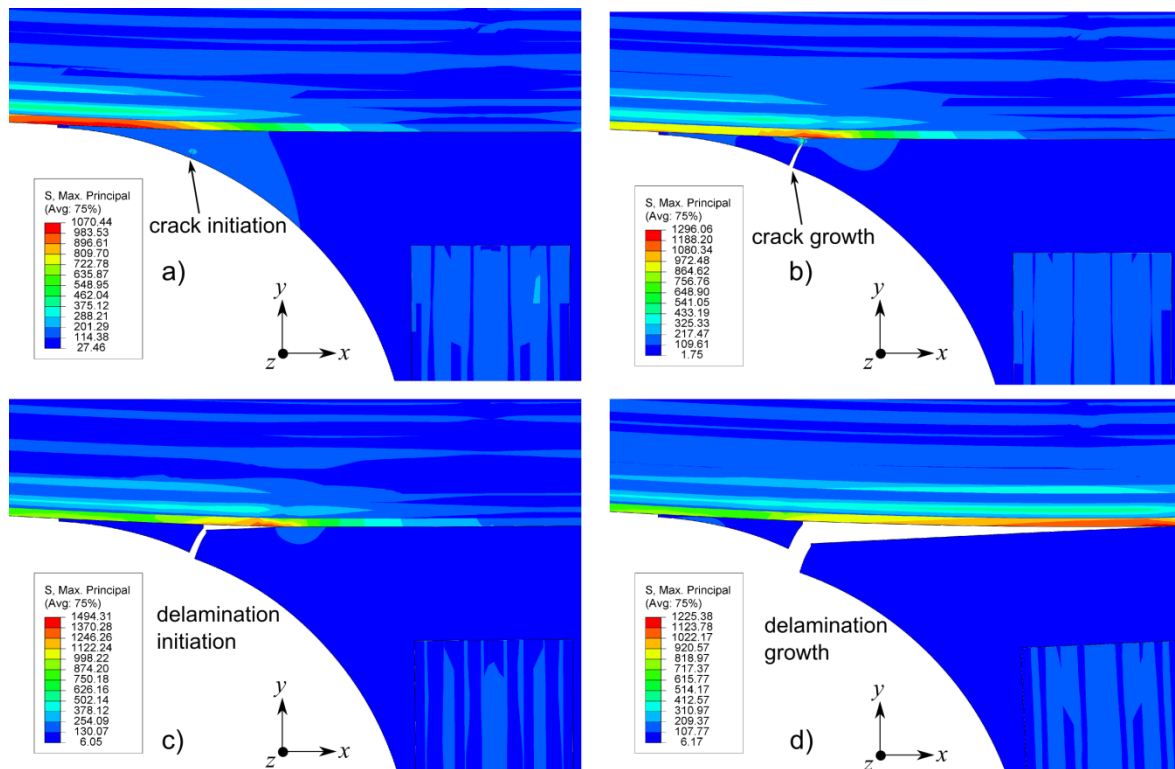 S, Max. Principal
(Avg: 75%)
1070.44
983.53
896.61
809.70
722.78
635.87
548.95
462.04
375.12
288.21
201.29
114.38
27.46
crack initiation
a)
y
z
x
S, Max. Principal
(Avg: 75%)
1296.06
1188.20
1080.34
972.48
864.62
756.76
648.90
541.05
433.19
325.33
217.47
109.61
1.75
crack growth
b)
y
z
x
S, Max. Principal
(Avg: 75%)
1494.31
1370.28
1246.26
1122.24
998.22
874.20
750.18
626.16
502.14
378.12
254.09
130.07
6.05
delamination
initiation
c)
y
z
x
S, Max. Principal
(Avg: 75%)
1225.38
1123.78
1022.17
920.57
818.97
717.37
615.77
514.17
412.57
310.97
209.37
107.77
6.17
delamination
growth
d)
y
z
x